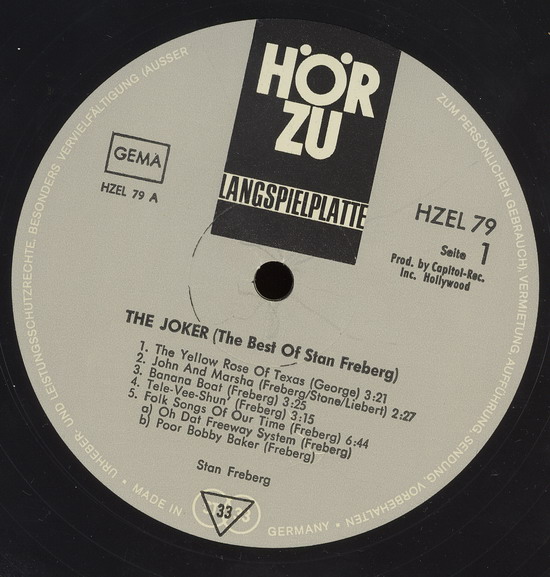 HÖR
ZU
LANGSPIELPLATTE
GEMA
HZEL 79 A
HZEL 79
Seite 1
Prod. by Capitol-Rec.
Inc. Hollywood
THE JOKER (The Best Of Stan Freberg)
1. The Yellow Rose Of Texas (George) 3:21
2. John And Marsha (Freberg/Stone/Liebert) 2:27
3. Banana Boat (Freberg) 3:25
4. Tele-Vee-Shun' (Freberg) 3:15
5. Folk Songs Of Our Time (Freberg) 6:44
a) Oh Dat Freeway System (Freberg)
b) Poor Bobby Baker (Freberg)
Stan Freberg
33
URHEBER- UND LEISTUNGSSCHUTZRECHTE, BESONDERS VERVIELFÄLTIGUNG (AUSSER
ZUM PERSÖNLICHEN GEBRAUCH), VERMIETUNG, AUFFÜHRUNG, SENDUNG VORBEHALTEN
• MADE IN GERMANY •